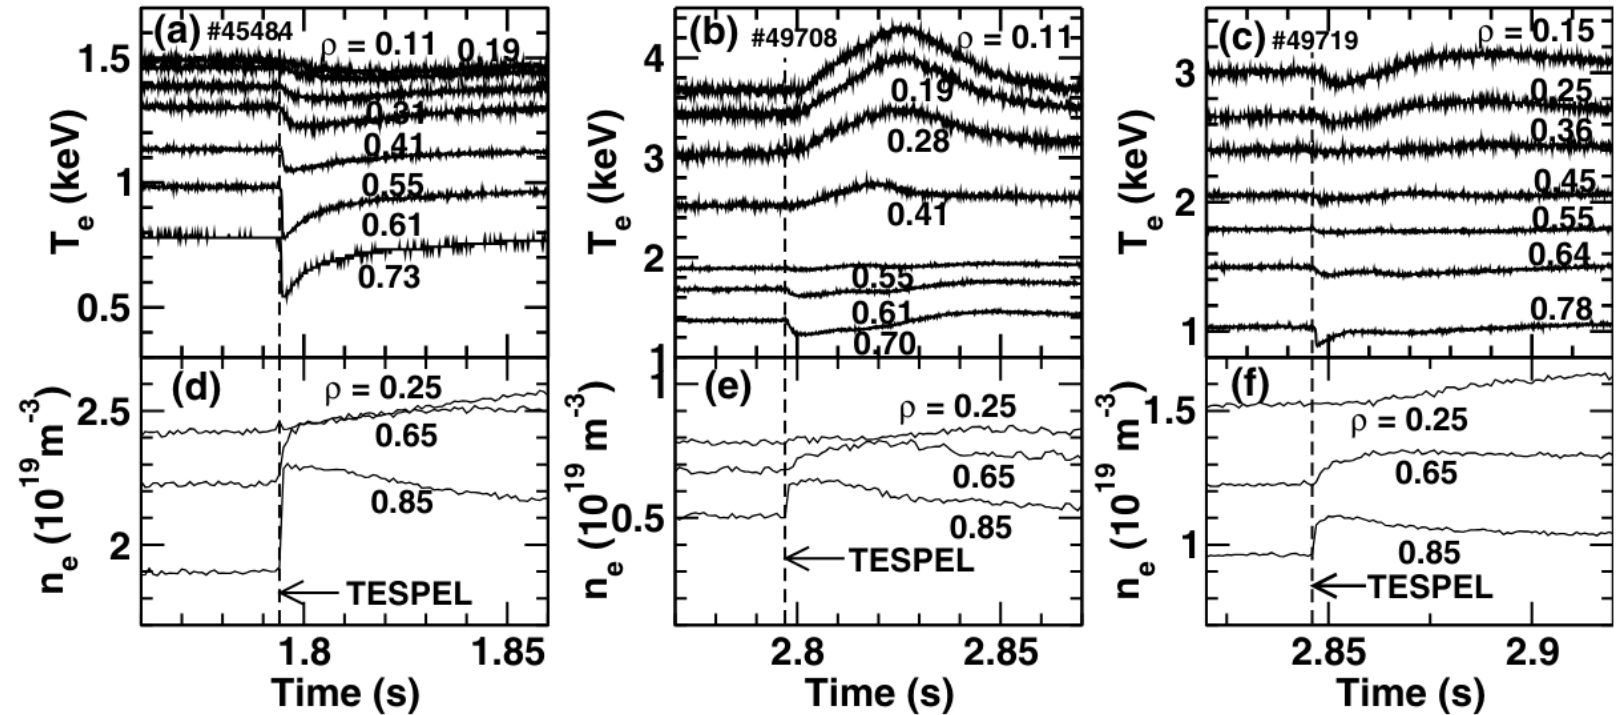 (a) #45484
ρ = 0.11 0.19
0.31
0.41
0.55
0.61
0.73
1.5
1
0.5
Te (keV)
(b) #49708
ρ = 0.11
0.19
0.28
0.41
0.55
0.61
0.70
4
3
2
1
Te (keV)
(c) #49719
ρ = 0.15
0.25
0.36
0.45
0.55
0.64
0.78
3
2
1
Te (keV)
(d)
ρ = 0.25
0.65
0.85
TESPEL
2.5
2
ne (10^19 m^-3)
1.8 1.85
Time (s)
(e)
ρ = 0.25
0.65
0.85
TESPEL
1
0.5
ne (10^19 m^-3)
2.8 2.85
Time (s)
(f)
ρ = 0.25
0.65
0.85
TESPEL
1.5
1
ne (10^19 m^-3)
2.85 2.9
Time (s)